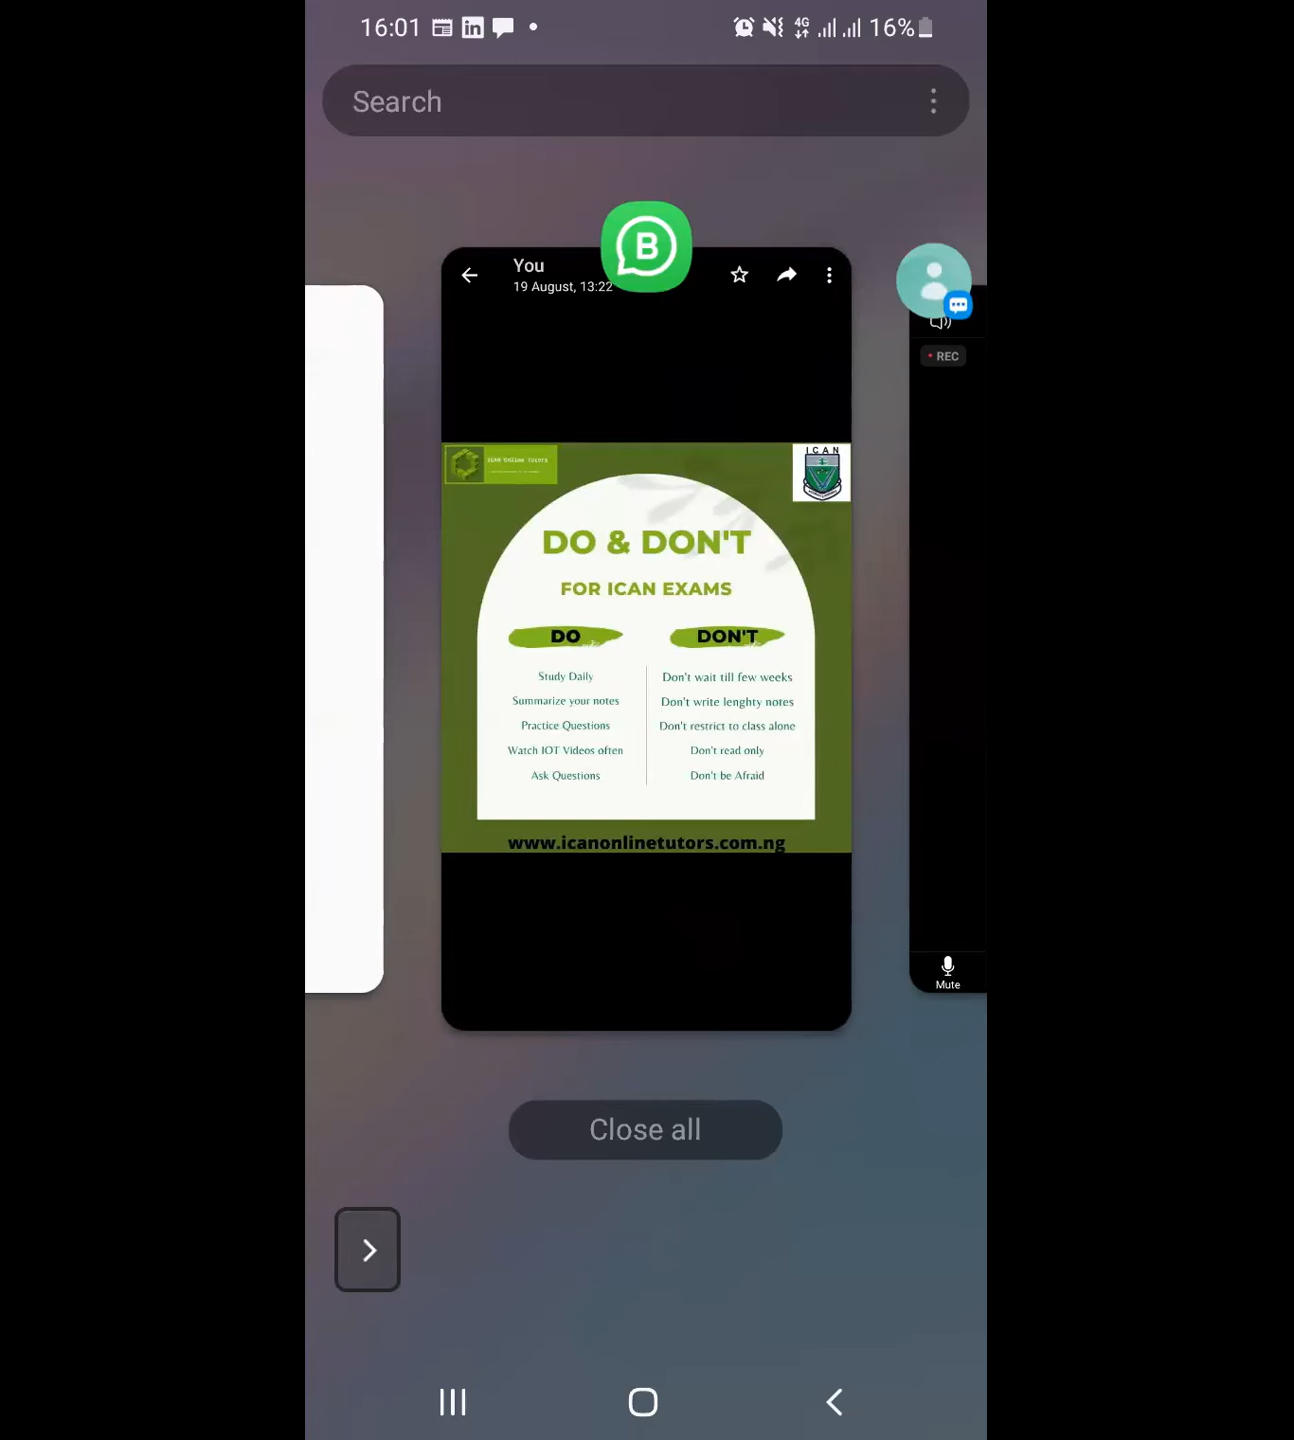 16:01
4G
16%
Search
B
You
19 August, 13:22
REC
ICAN ONLINE TUTORS
ICAN
DO & DON'T
FOR ICAN EXAMS
DO
DON'T
Study Daily
Don't wait till few weeks
Summarize your notes
Don't write lenghty notes
Practice Questions
Don't restrict to class alone
Watch IOT Videos often
Don't read only
Ask Questions
Don't be Afraid
www.icanonlinetutors.com.ng
Mute
Close all